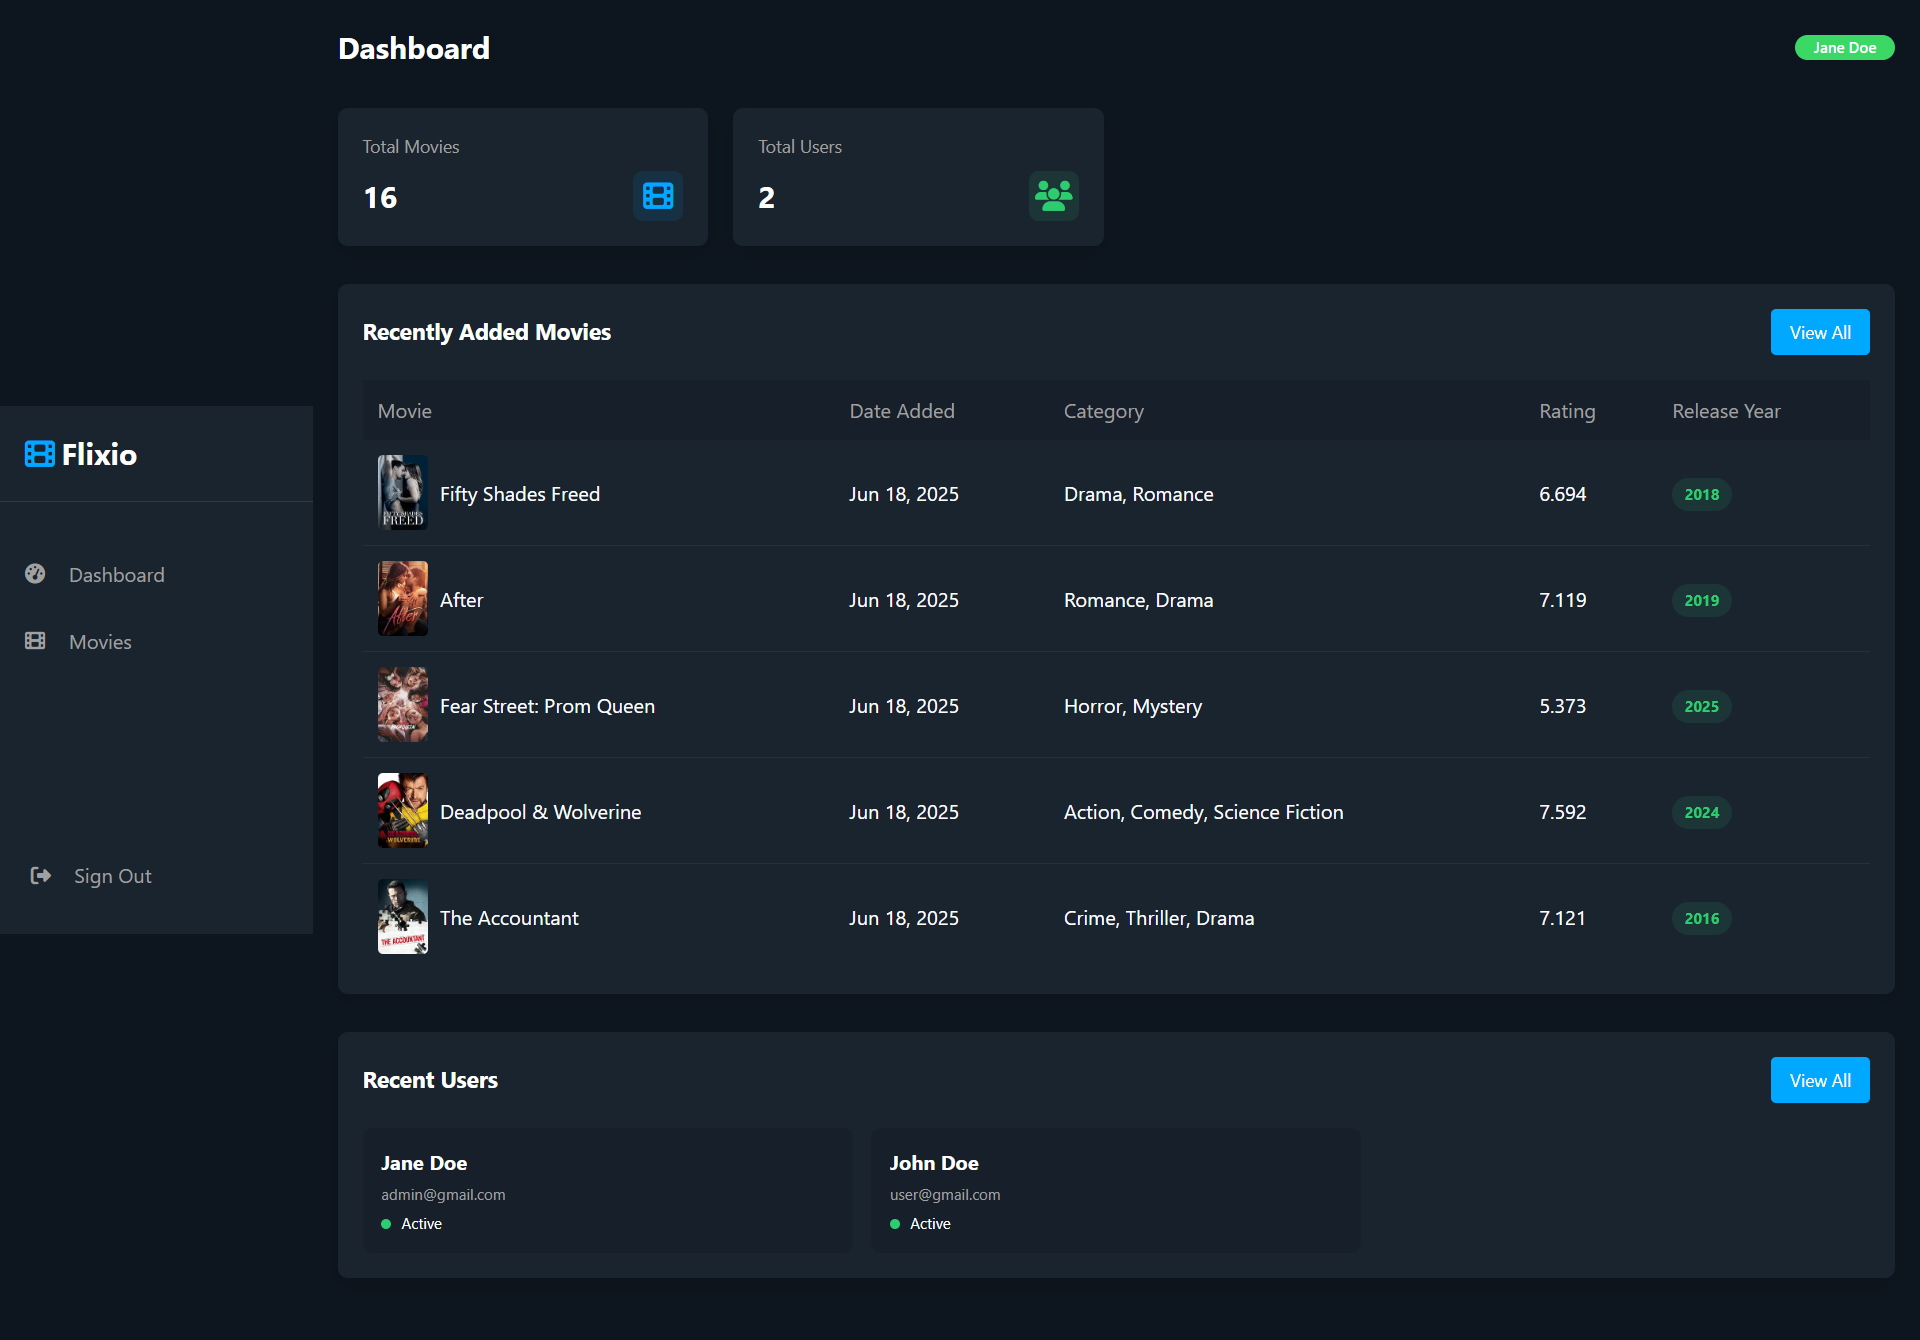 Dashboard
Jane Doe
Total Movies
16
Total Users
2
Flixio
Dashboard
Movies
Sign Out
Recently Added Movies
View All
Movie Date Added Category Rating Release Year
FREED
Fifty Shades Freed Jun 18, 2025 Drama, Romance 6.694 2018
After
After Jun 18, 2025 Romance, Drama 7.119 2019
Fear Street: Prom Queen Jun 18, 2025 Horror, Mystery 5.373 2025
WOLVERINE
Deadpool & Wolverine Jun 18, 2025 Action, Comedy, Science Fiction 7.592 2024
THE ACCOUNTANT
The Accountant Jun 18, 2025 Crime, Thriller, Drama 7.121 2016
Recent Users
View All
Jane Doe
admin@gmail.com
Active
John Doe
user@gmail.com
Active